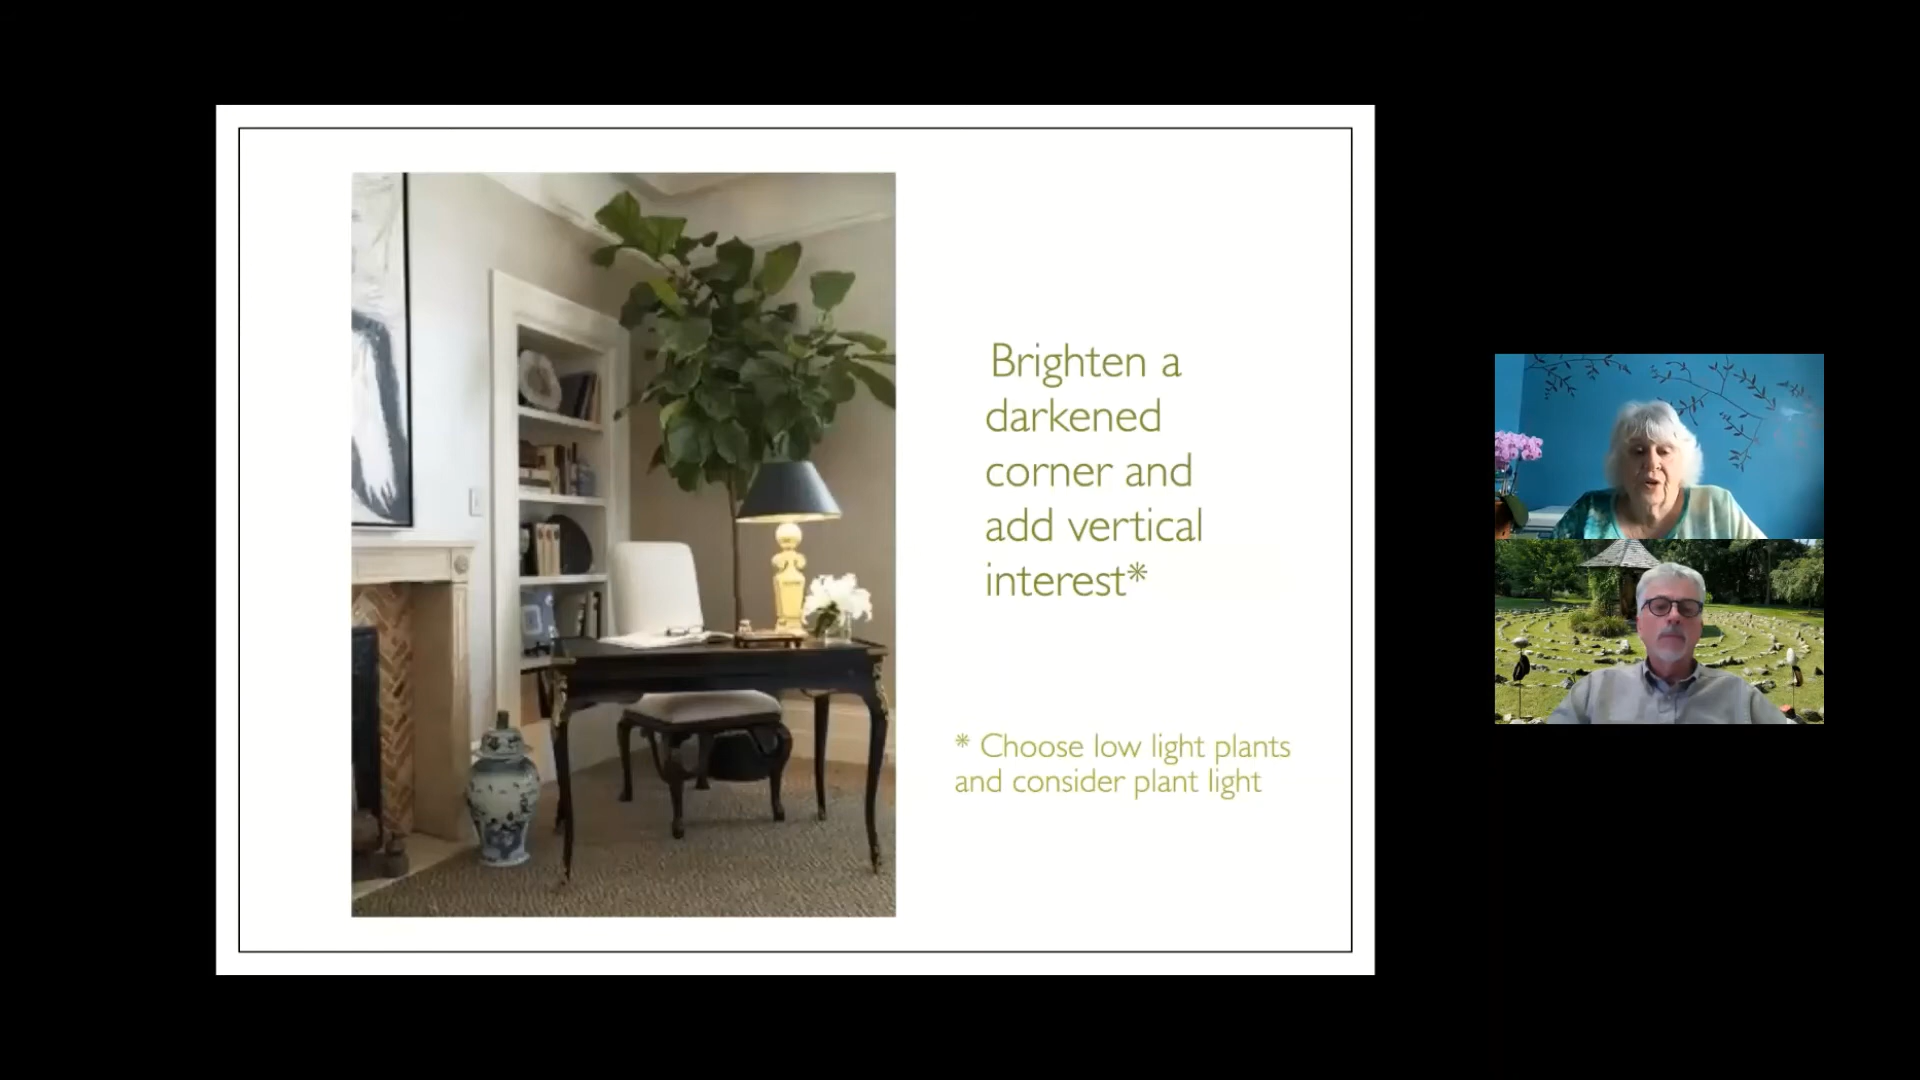 Brighten a
darkened
corner and
add vertical
interest*
* Choose low light plants
and consider plant light